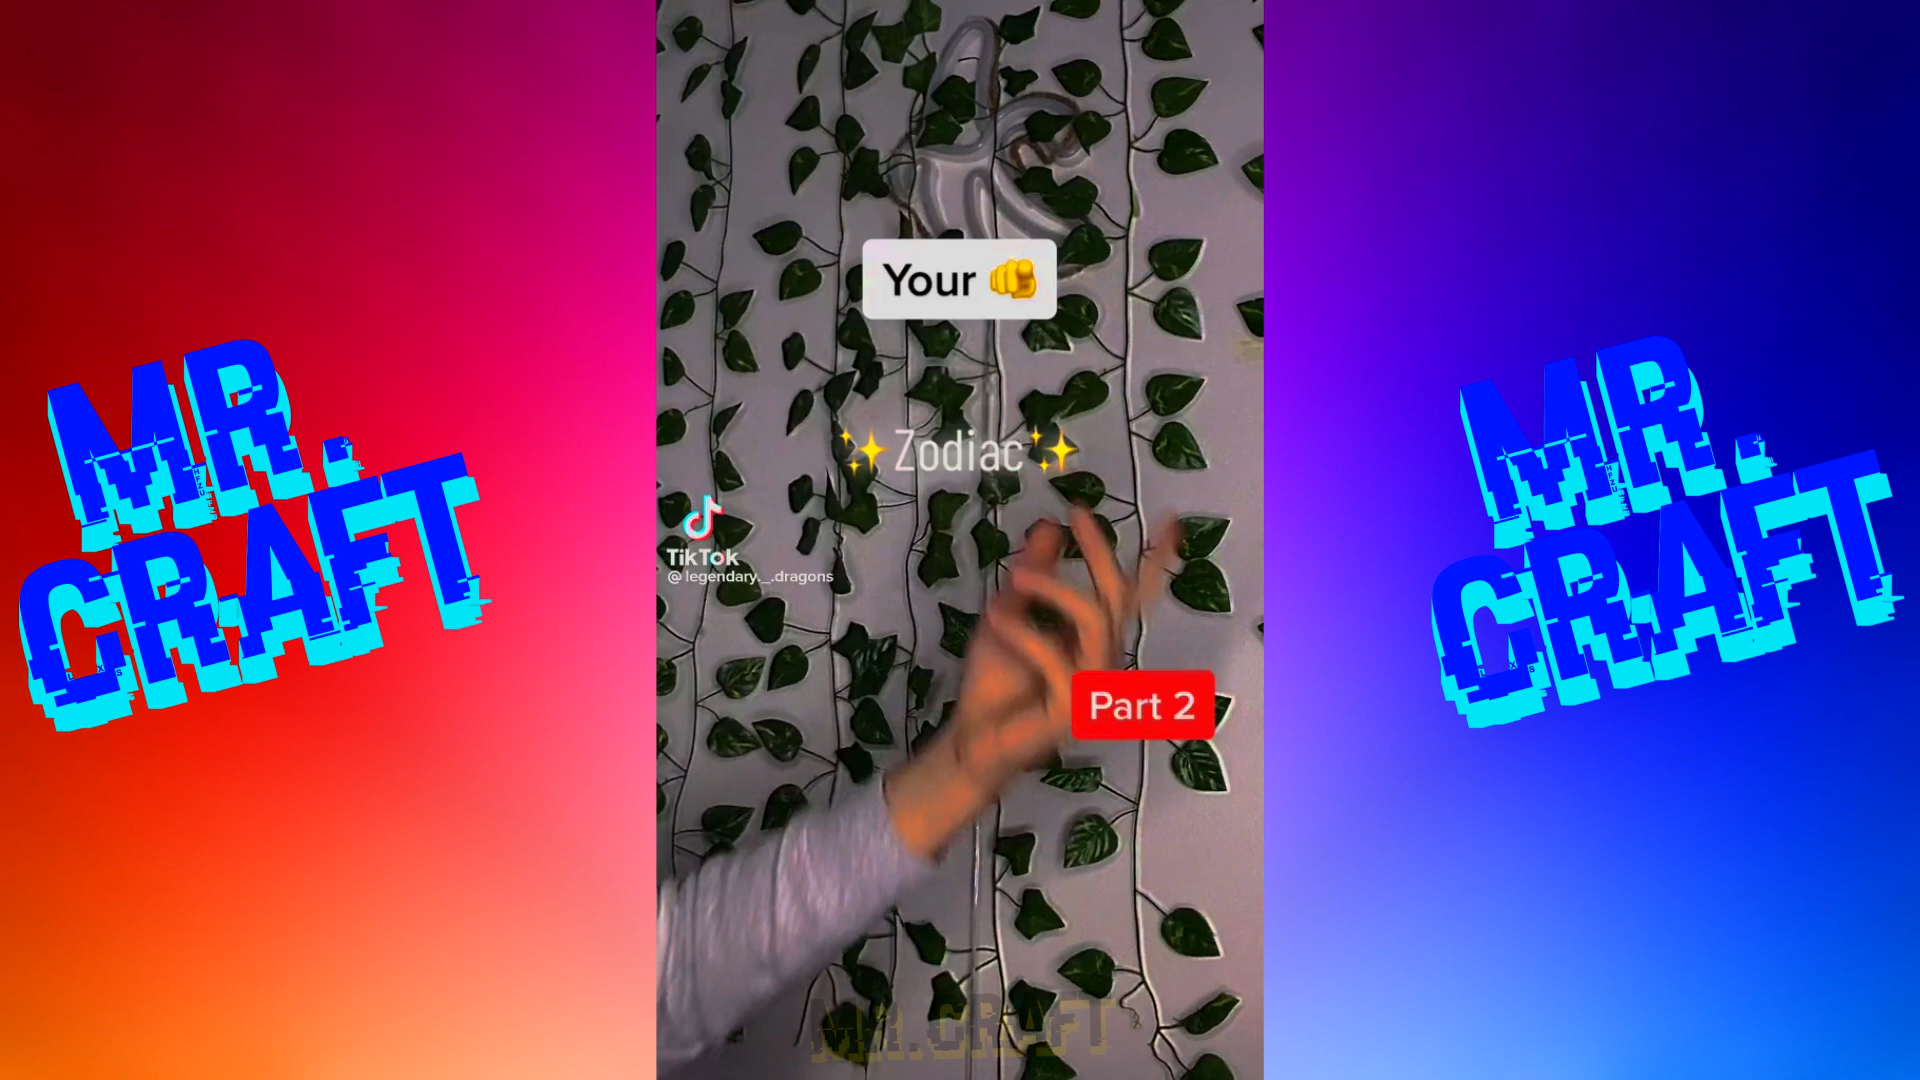 MR.
CRAFT
Your 🫵
✨Zodiac✨
TikTok
@legendary._.dragons
Part 2
MR.
CRAFT
MR.CRAFT